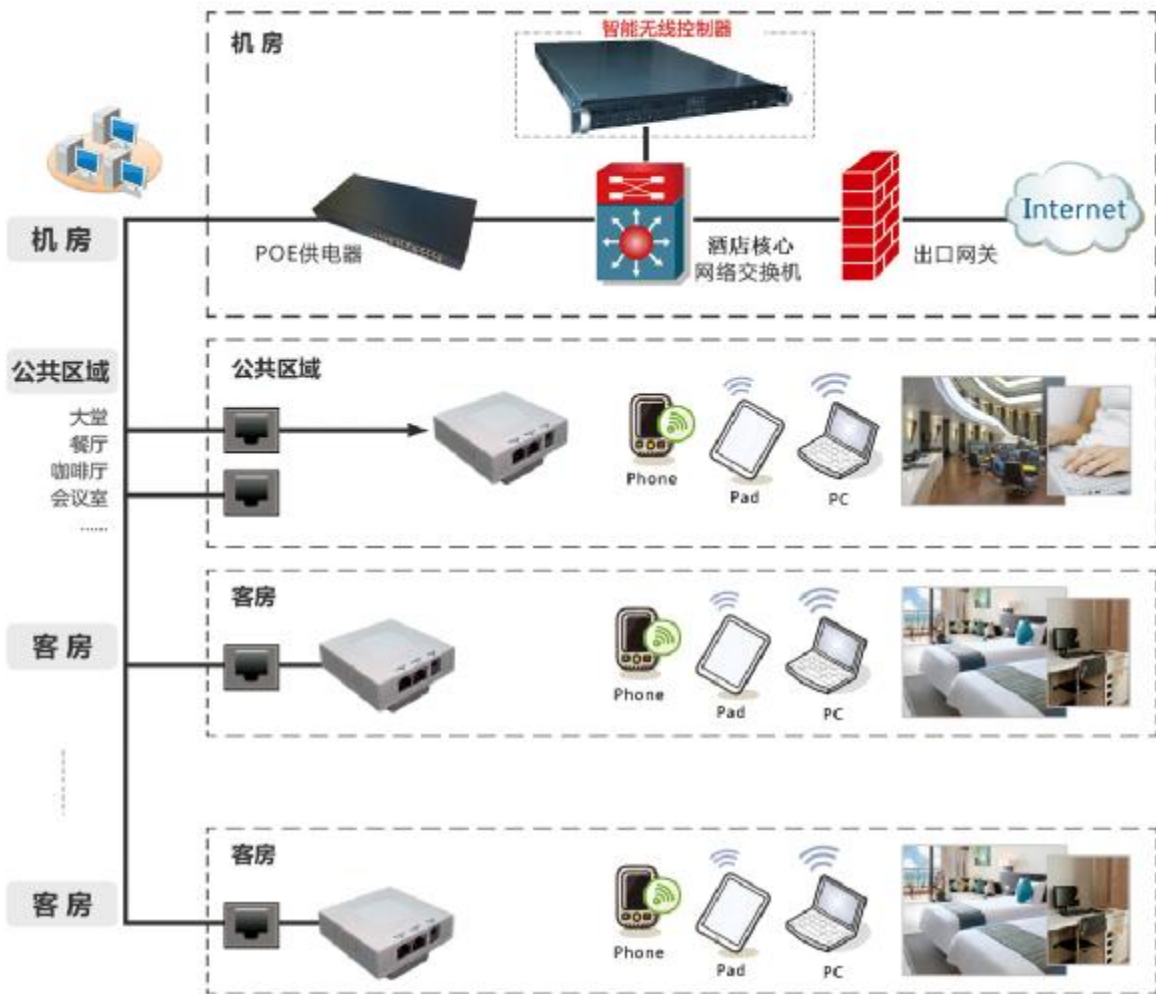 机房
智能无线控制器
机房
POE供电器
酒店核心
网络交换机
出口网关
Internet
公共区域
大堂
餐厅
咖啡厅
会议室
……
公共区域
Phone
Pad
PC
客房
客房
Phone
Pad
PC
客房
客房
Phone
Pad
PC